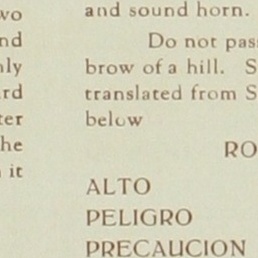 wo
nd
nly
rd
ter
he
it
and sound horn.
Do not pas
brow of a hill. S
translated from S
below
RO
ALTO
PELIGRO
PRECAUCION